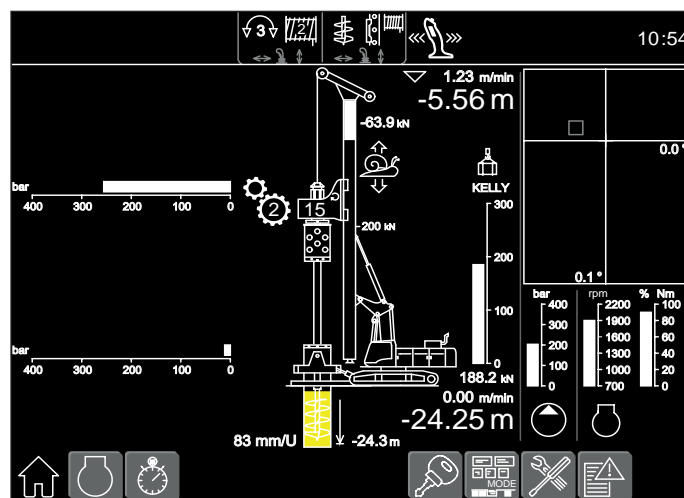 3 2 10:54
1.23 m/min
-5.56 m
-63.9 kN
0.0 °
bar
400 300 200 100 0
2 15
KELLY
300
200
100
0
-200 kN
0.1 °
bar rpm % Nm
400 2200 100
300 1900 80
200 1600 60
1300 40
100 1000 20
0 700 0
bar
400 300 200 100 0
188.2 kN
0.00 m/min
-24.25 m
83 mm/U -24.3 m
MODE